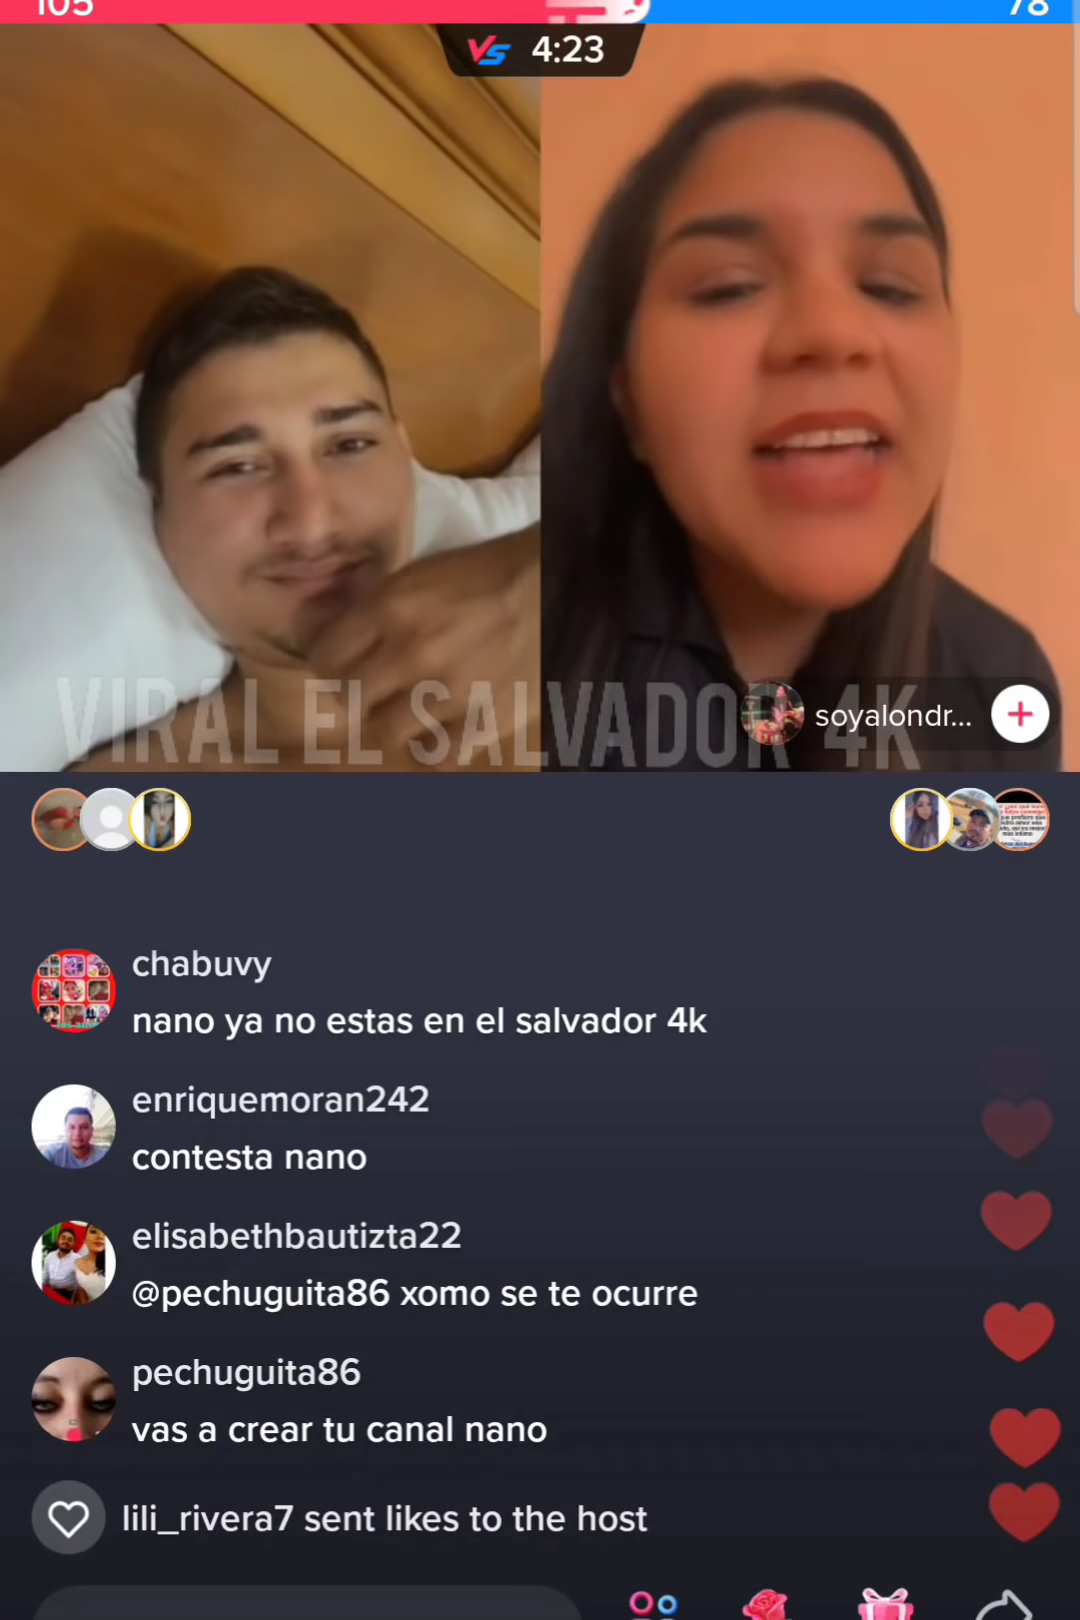 105
78
VS 4:23
VIRAL EL SALVADOR 4K
soyalondr...
chabuvy
nano ya no estas en el salvador 4k
enriquemoran242
contesta nano
elisabethbautizta22
@pechuguita86 xomo se te ocurre
pechuguita86
vas a crear tu canal nano
lili_rivera7 sent likes to the host